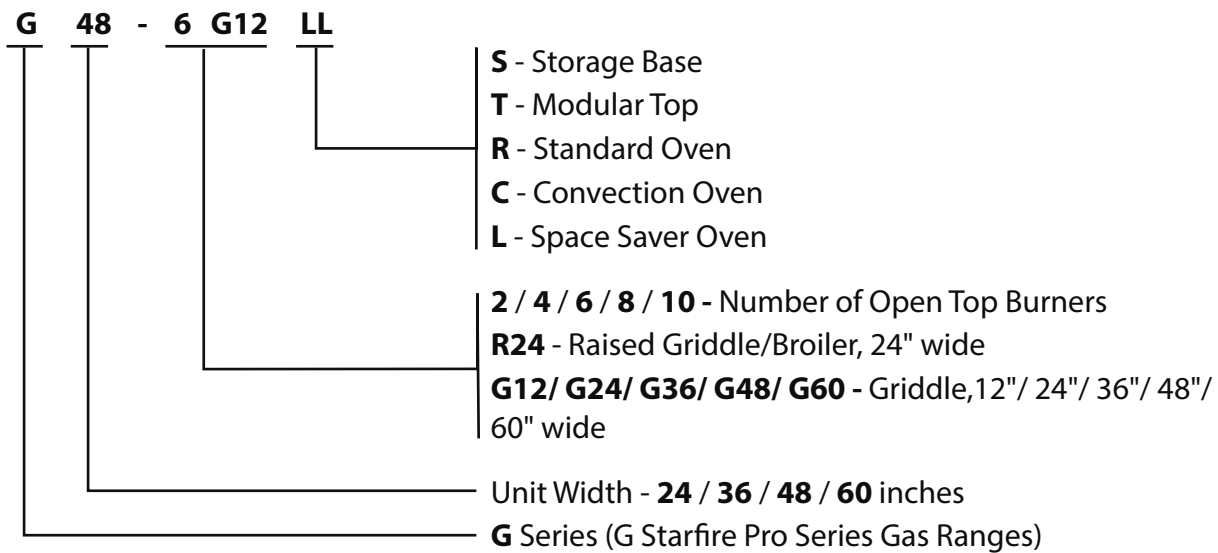 G 48 - 6 G12 LL
S - Storage Base
T - Modular Top
R - Standard Oven
C - Convection Oven
L - Space Saver Oven
2 / 4 / 6 / 8 / 10 - Number of Open Top Burners
R24 - Raised Griddle/Broiler, 24" wide
G12/ G24/ G36/ G48/ G60 - Griddle,12"/ 24"/ 36"/ 48"/
60" wide
Unit Width - 24 / 36 / 48 / 60 inches
G Series (G Starfire Pro Series Gas Ranges)